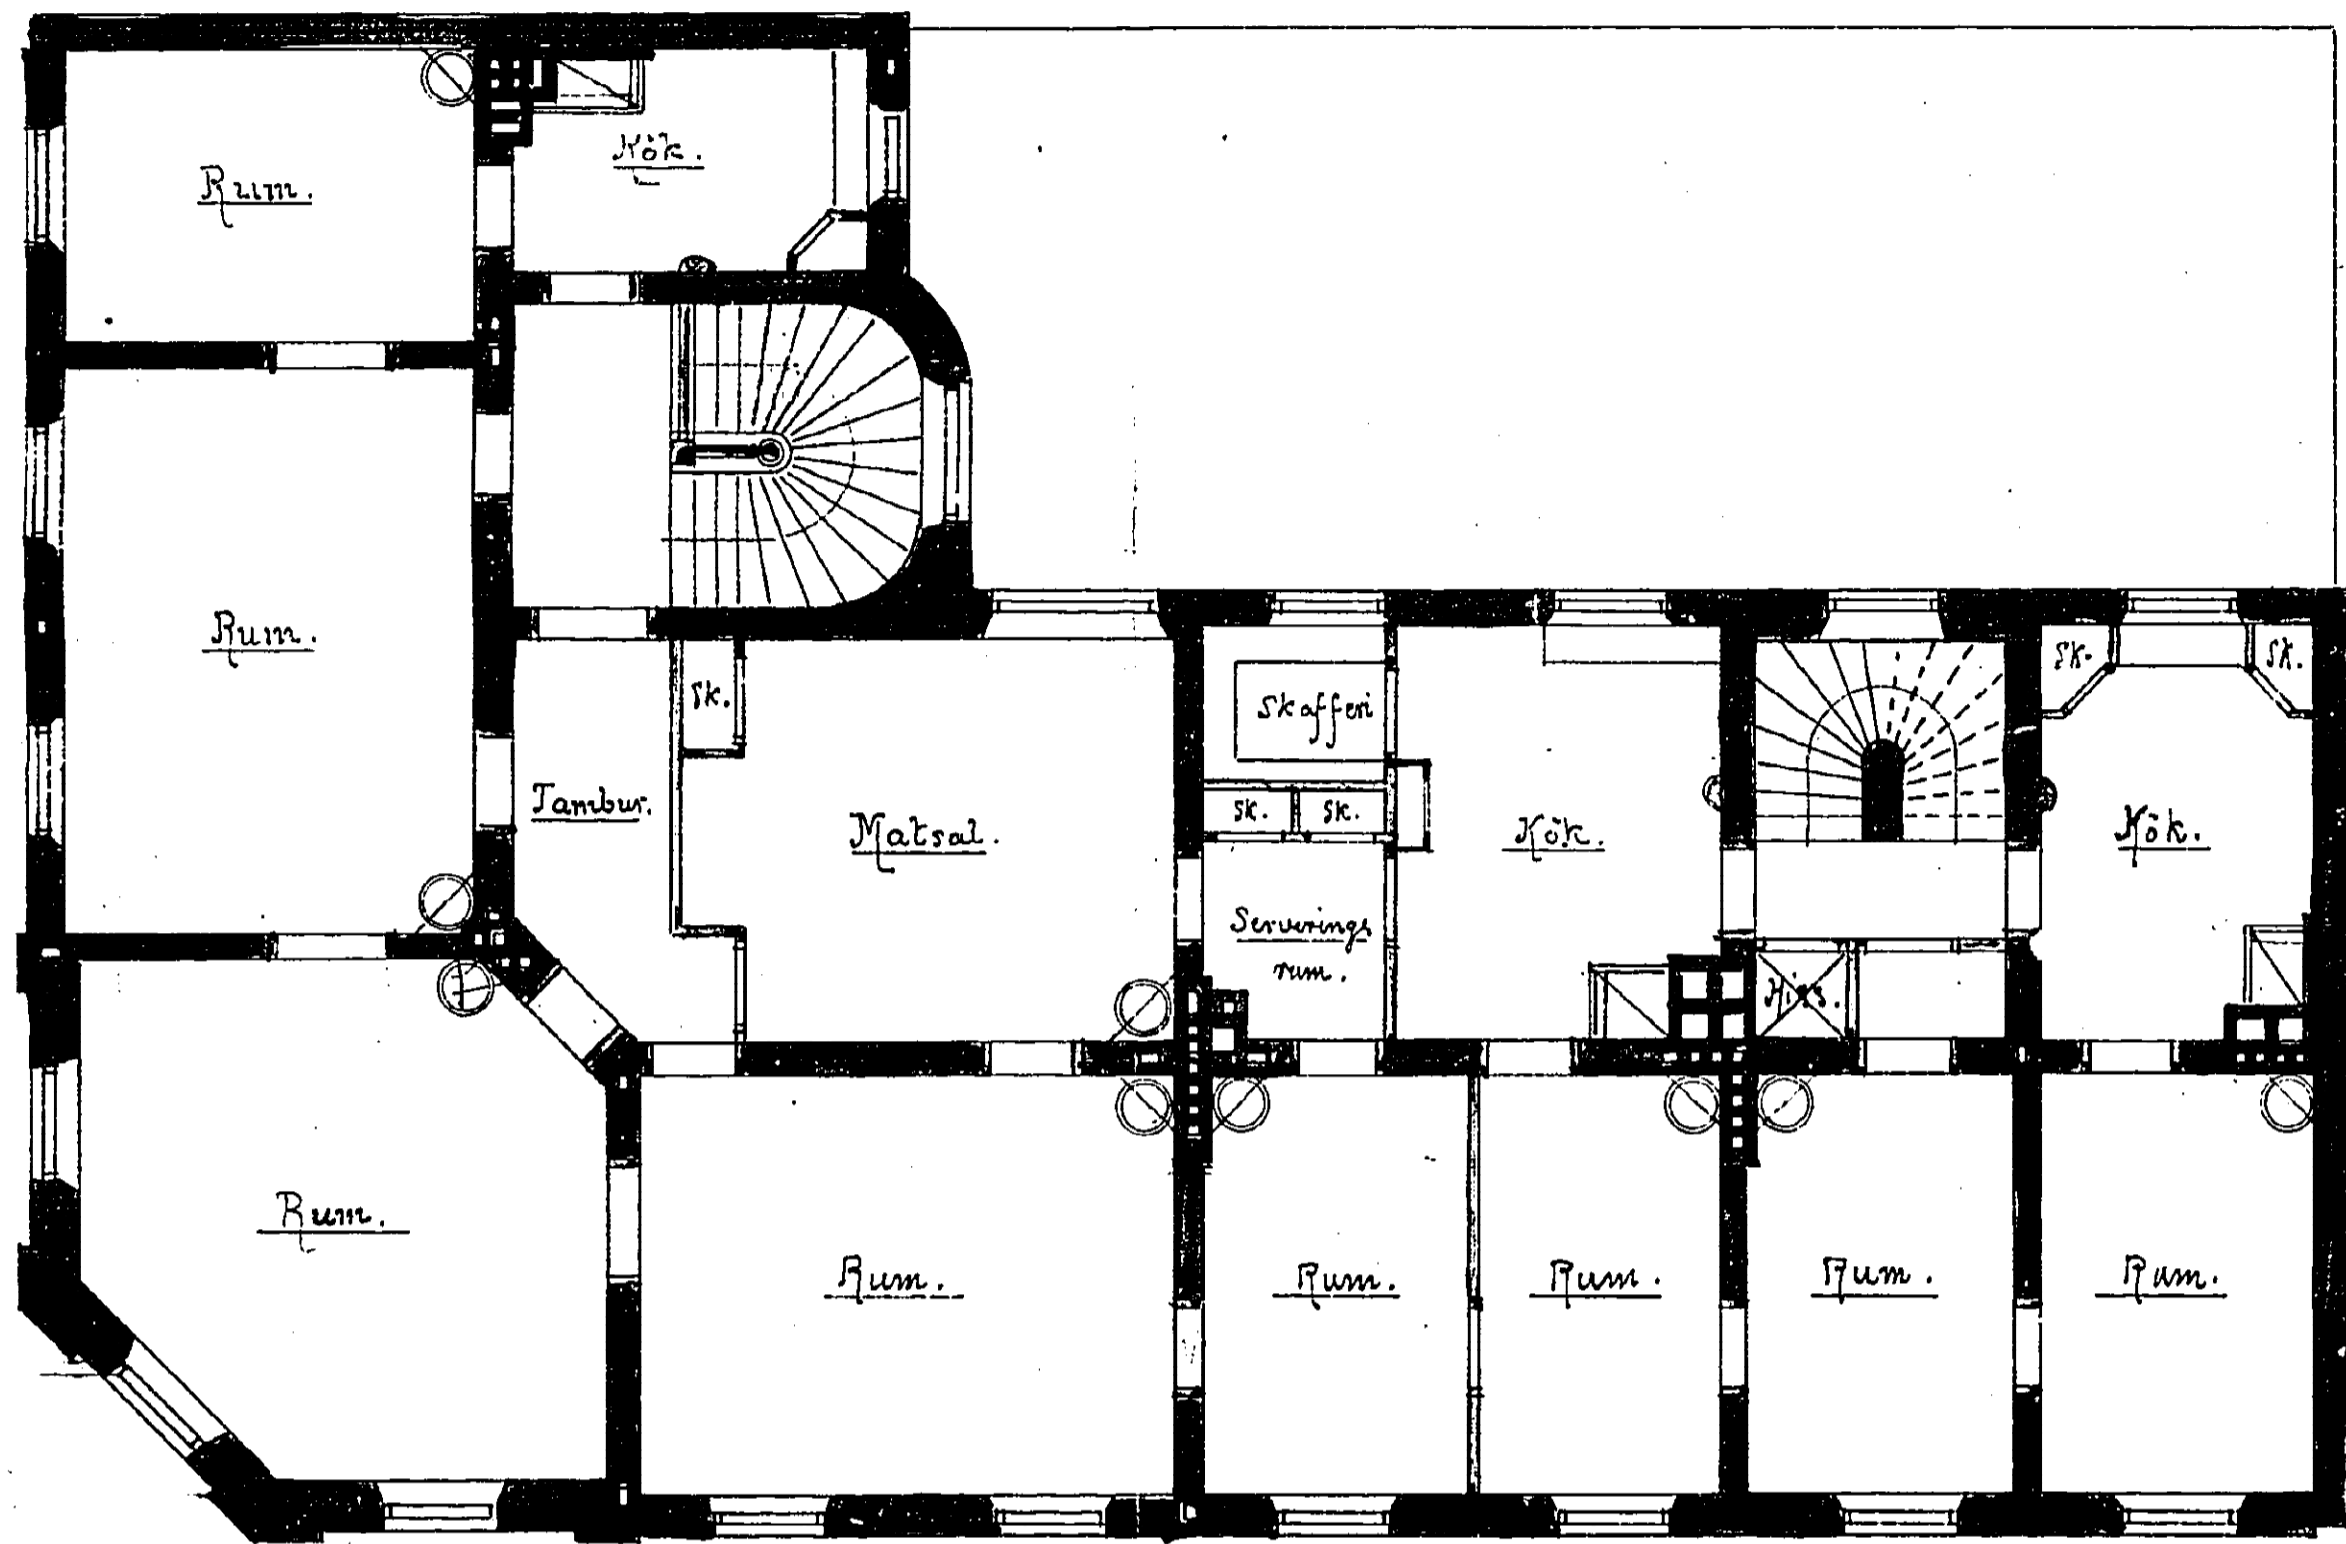 Rum.
Kök.
Rum.
Sk.
Skafferi
Sk.
Sk.
Tambur.
Matsal.
Sk.
Sk.
Kök.
Kök.
Serverings
rum.
Hiss.
Rum.
Rum.
Rum.
Rum.
Rum.
Rum.